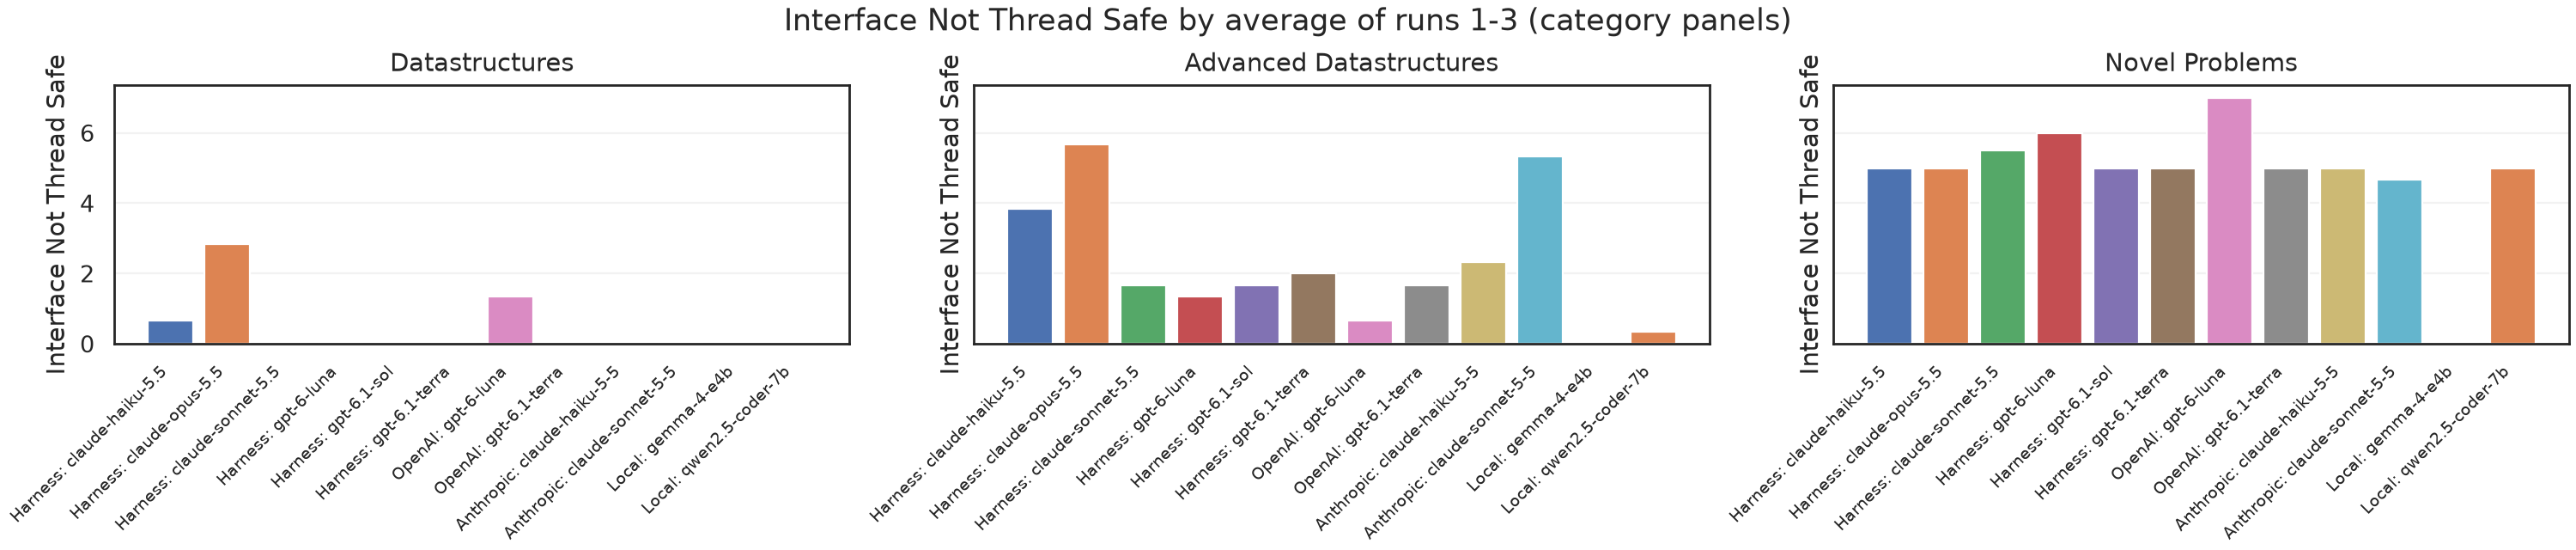 Interface Not Thread Safe by average of runs 1-3 (category panels)
Datastructures
Interface Not Thread Safe
6
4
2
0
Harness: claude-haiku-5.5
Harness: claude-opus-5.5
Harness: claude-sonnet-5.5
Harness: gpt-6-luna
Harness: gpt-6.1-sol
Harness: gpt-6.1-terra
OpenAI: gpt-6-luna
OpenAI: gpt-6.1-terra
Anthropic: claude-haiku-5-5
Anthropic: claude-sonnet-5-5
Local: gemma-4-e4b
Local: qwen2.5-coder-7b
Advanced Datastructures
Interface Not Thread Safe
Harness: claude-haiku-5.5
Harness: claude-opus-5.5
Harness: claude-sonnet-5.5
Harness: gpt-6-luna
Harness: gpt-6.1-sol
Harness: gpt-6.1-terra
OpenAI: gpt-6-luna
OpenAI: gpt-6.1-terra
Anthropic: claude-haiku-5-5
Anthropic: claude-sonnet-5-5
Local: gemma-4-e4b
Local: qwen2.5-coder-7b
Novel Problems
Interface Not Thread Safe
Harness: claude-haiku-5.5
Harness: claude-opus-5.5
Harness: claude-sonnet-5.5
Harness: gpt-6-luna
Harness: gpt-6.1-sol
Harness: gpt-6.1-terra
OpenAI: gpt-6-luna
OpenAI: gpt-6.1-terra
Anthropic: claude-haiku-5-5
Anthropic: claude-sonnet-5-5
Local: gemma-4-e4b
Local: qwen2.5-coder-7b